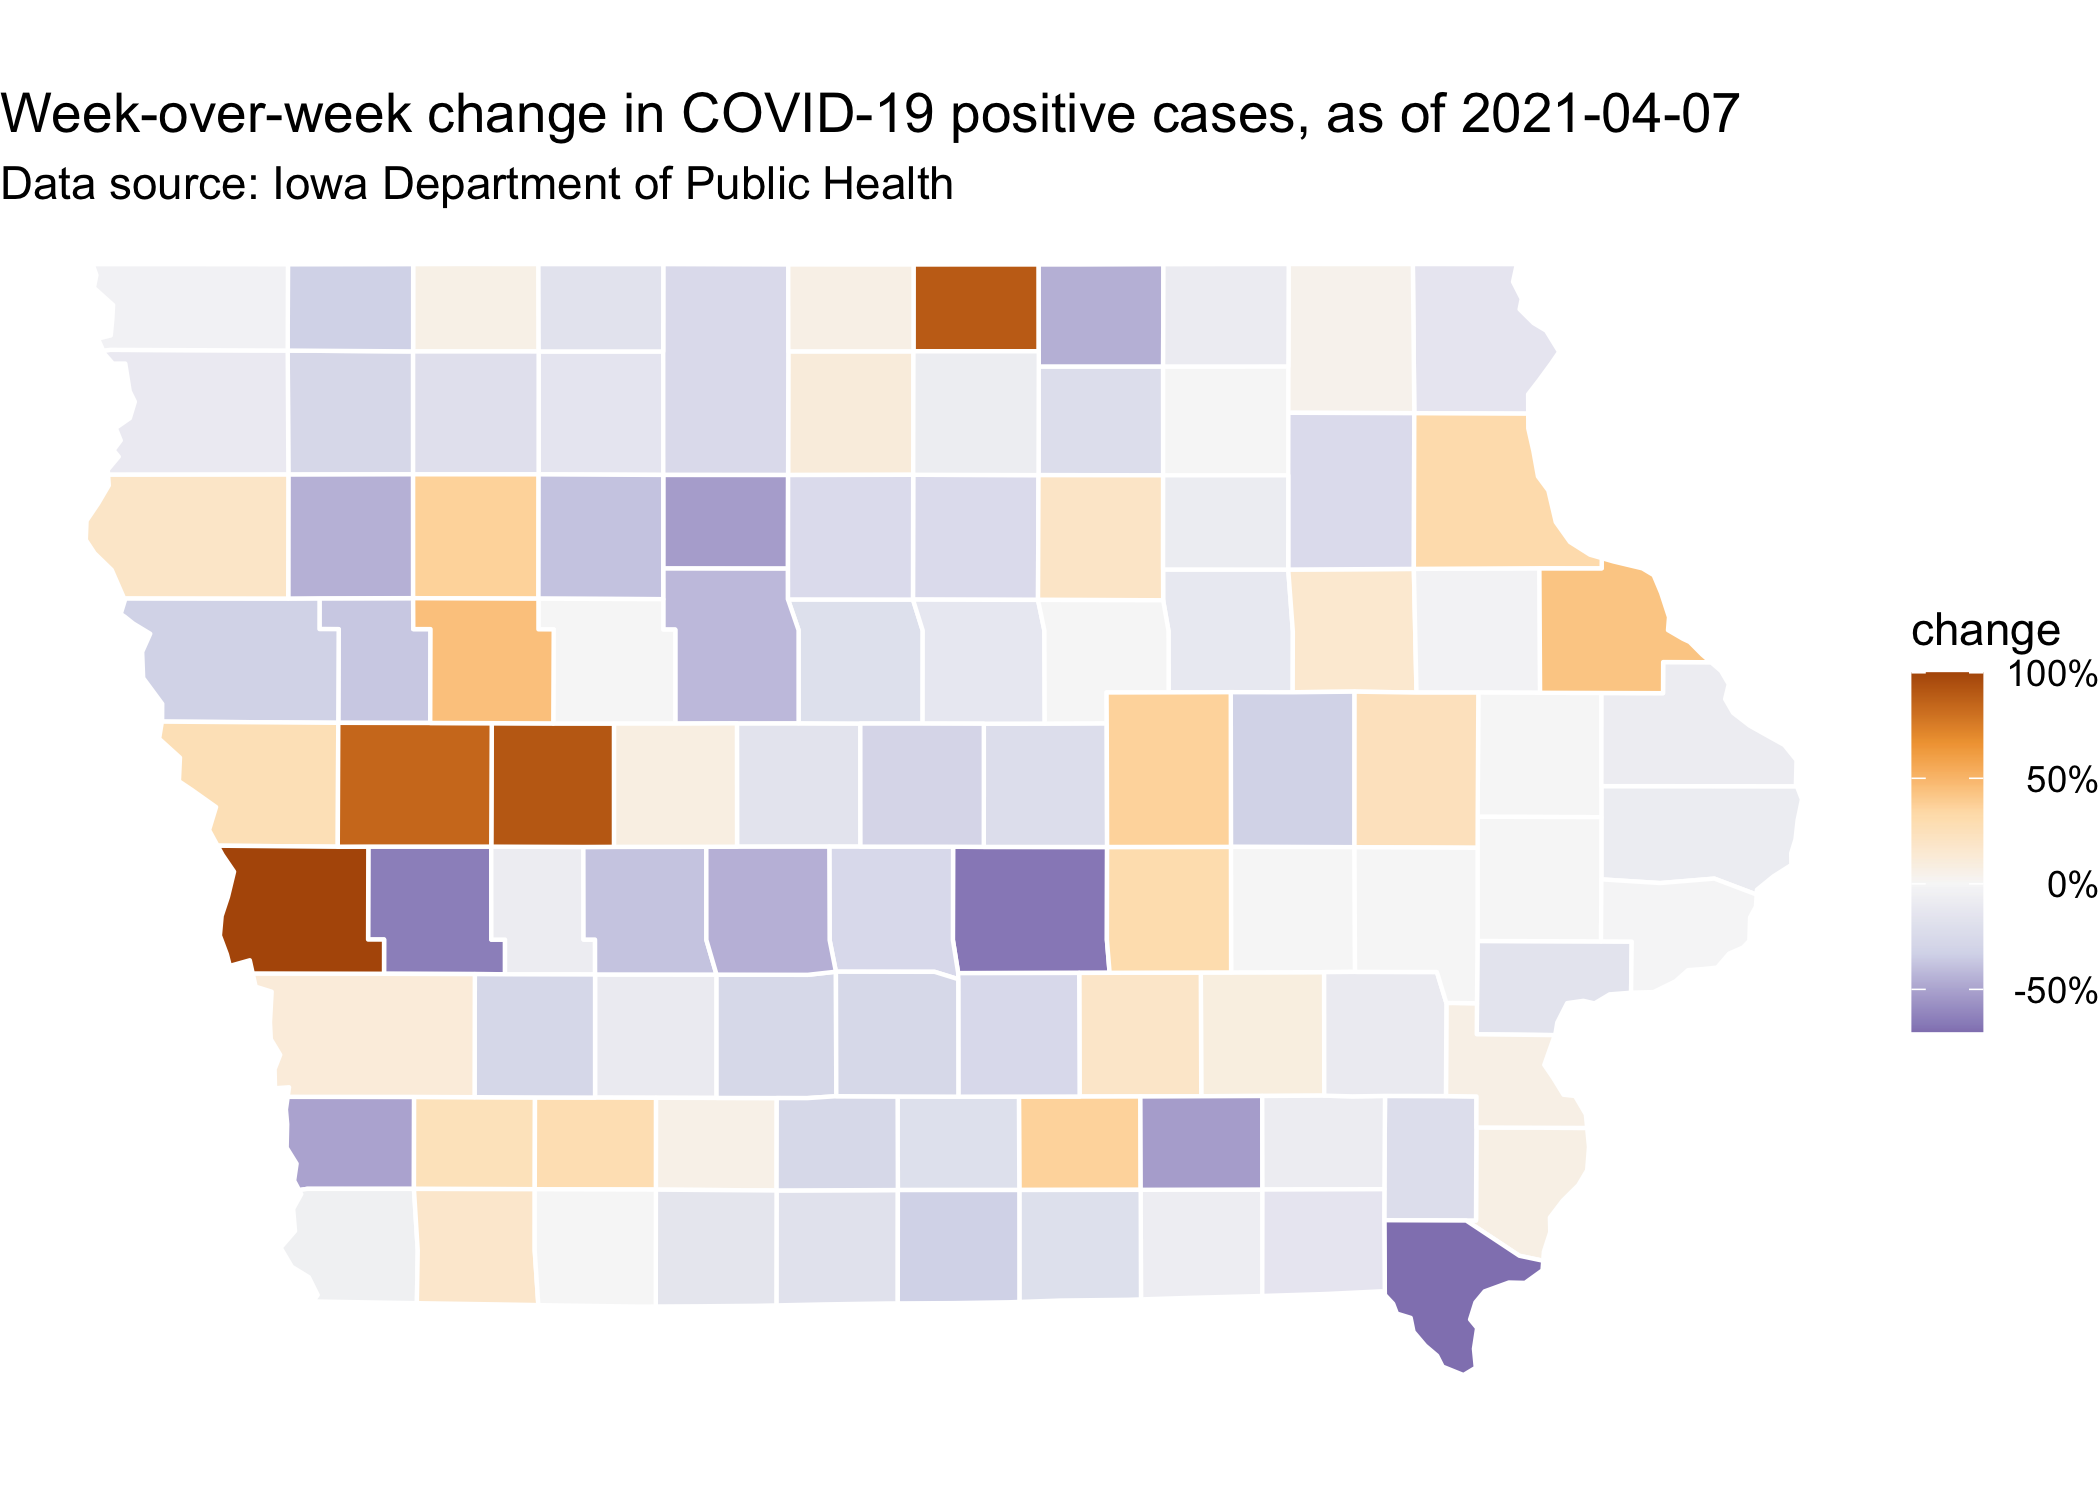 Week-over-week change in COVID-19 positive cases, as of 2021-04-07
Data source: Iowa Department of Public Health
change
100%
50%
0%
-50%